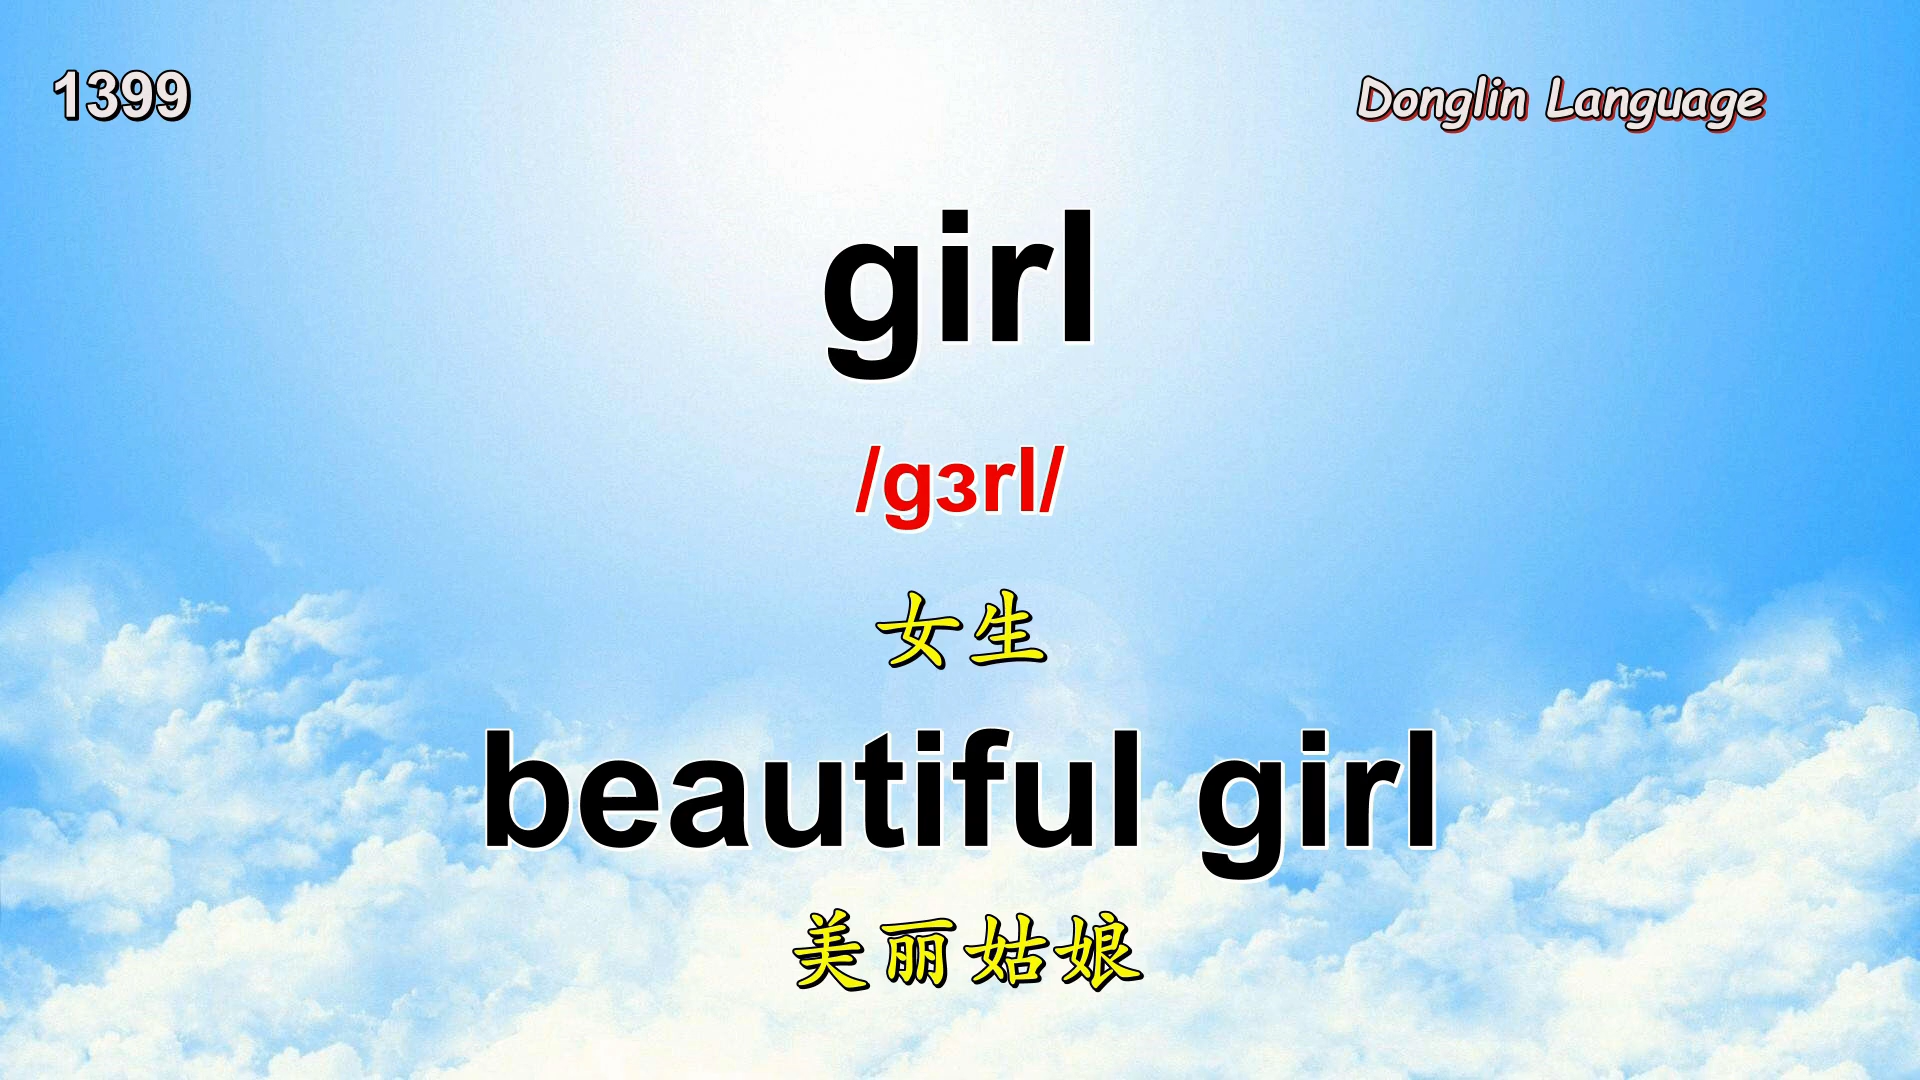 1399
Donglin Language
girl
/gɜrl/
女生
beautiful girl
美丽姑娘